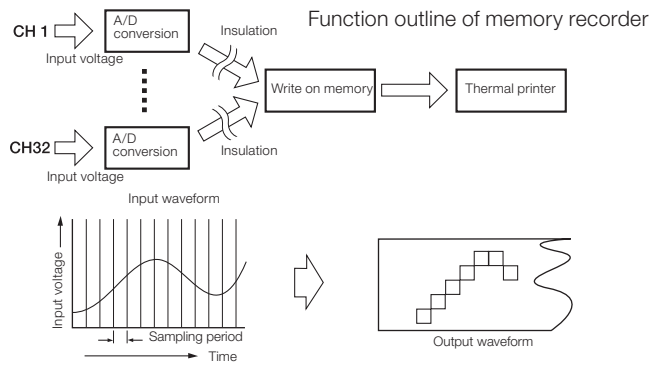 Function outline of memory recorder
CH 1
A/D
conversion
Insulation
Input voltage
Write on memory
Thermal printer
CH32
A/D
conversion
Insulation
Input voltage
Input waveform
Input voltage
Sampling period
Time
Output waveform